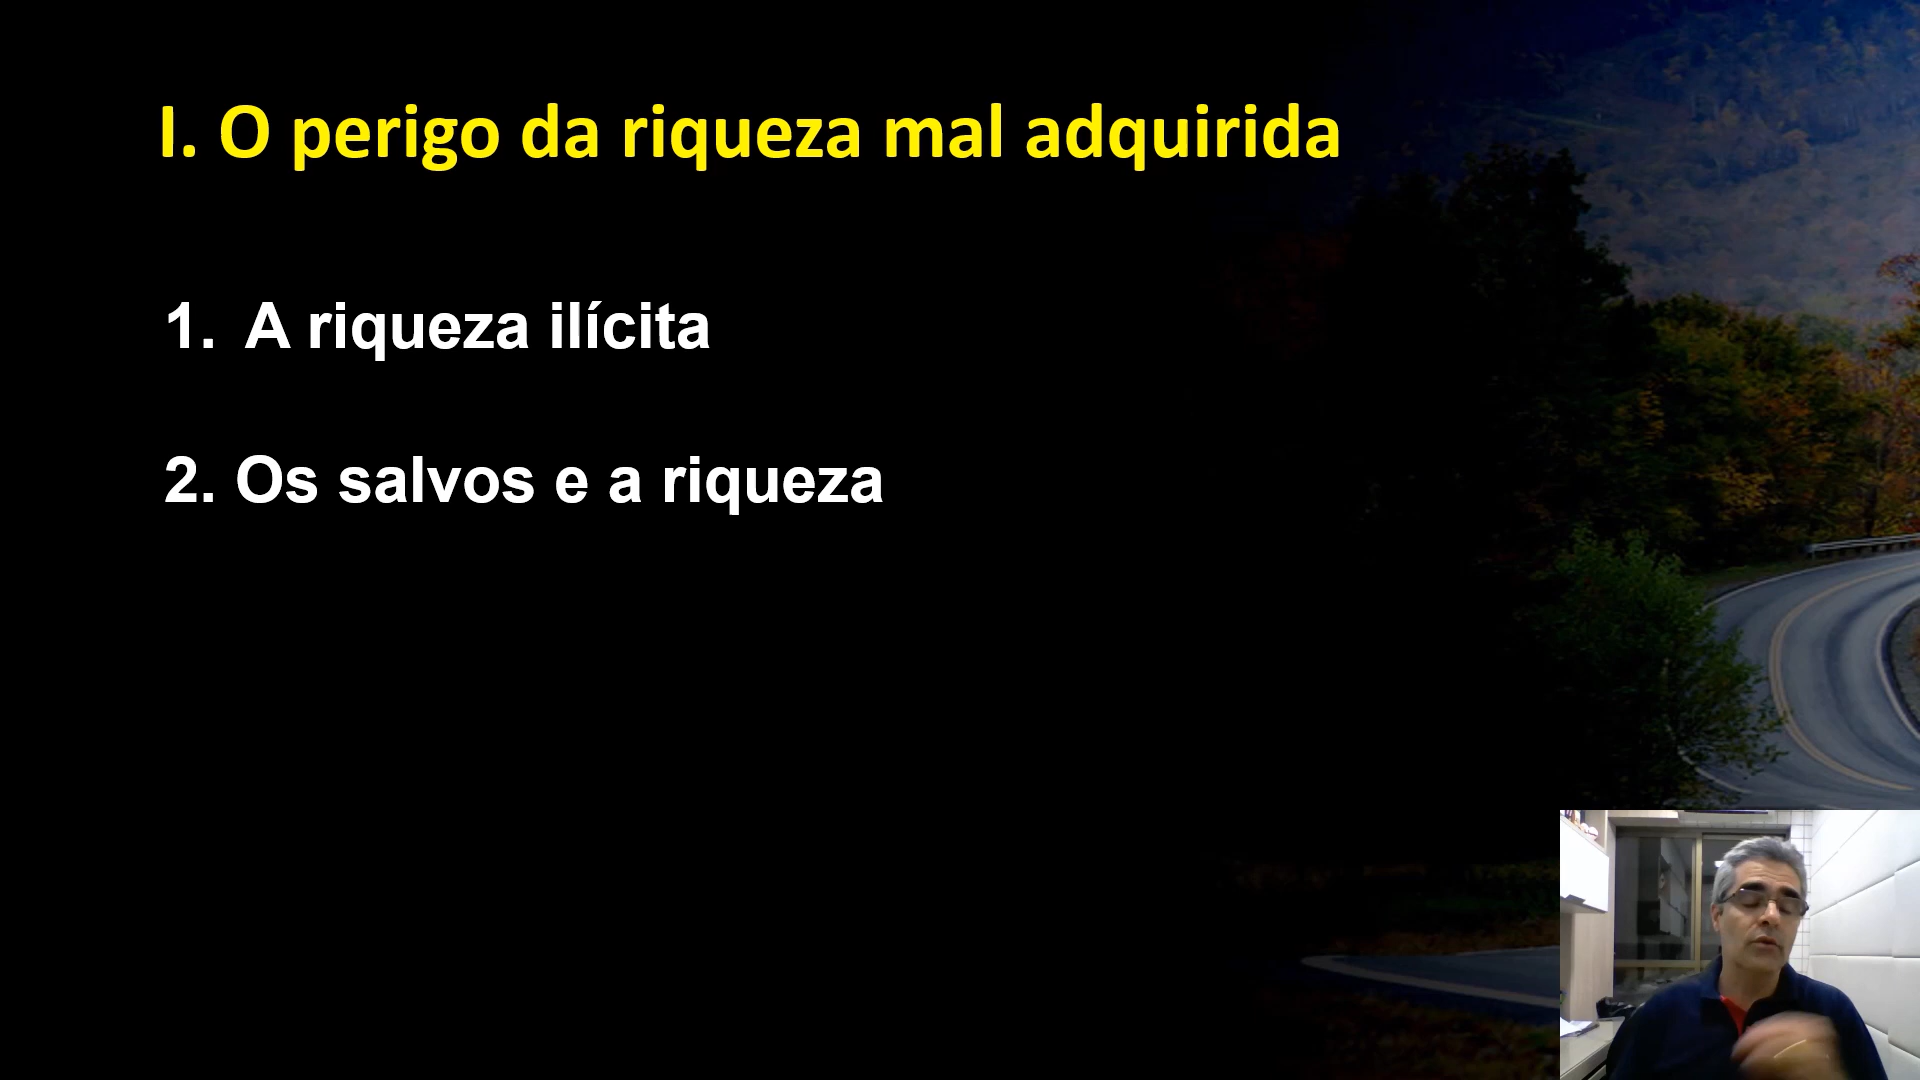 I. O perigo da riqueza mal adquirida
1. A riqueza ilícita
2. Os salvos e a riqueza